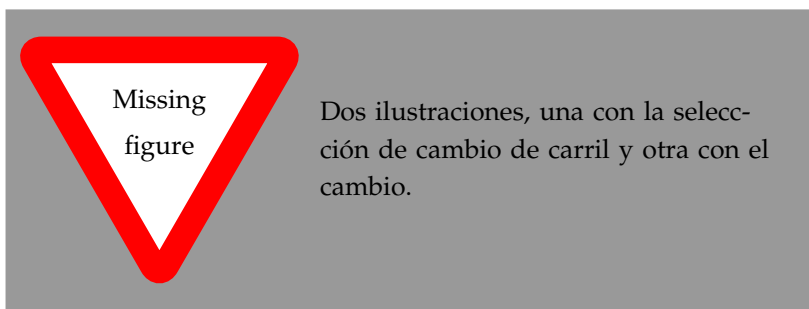 Missing
figure
Dos ilustraciones, una con la selecc-
ción de cambio de carril y otra con el
cambio.